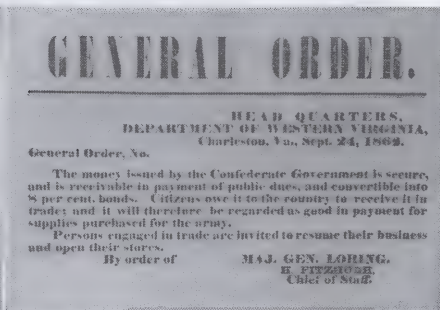 GENERAL ORDER.
HEAD QUARTERS,
DEPARTMENT OF WESTERN VIRGINIA,
Charleston, Va., Sept. 24, 1862.
General Order, No.
The money issued by the Confederate Government is secure,
and is receivable in payment of public dues, and convertible into
8 per cent. bonds. Citizens owe it to the country to receive it in
trade; and it will therefore be regarded as good in payment for
supplies purchased for the army.
Persons engaged in trade are invited to resume their business
and open their stores.
By order of MAJ. GEN. LORING.
H. FITZHUGH,
Chief of Staff.